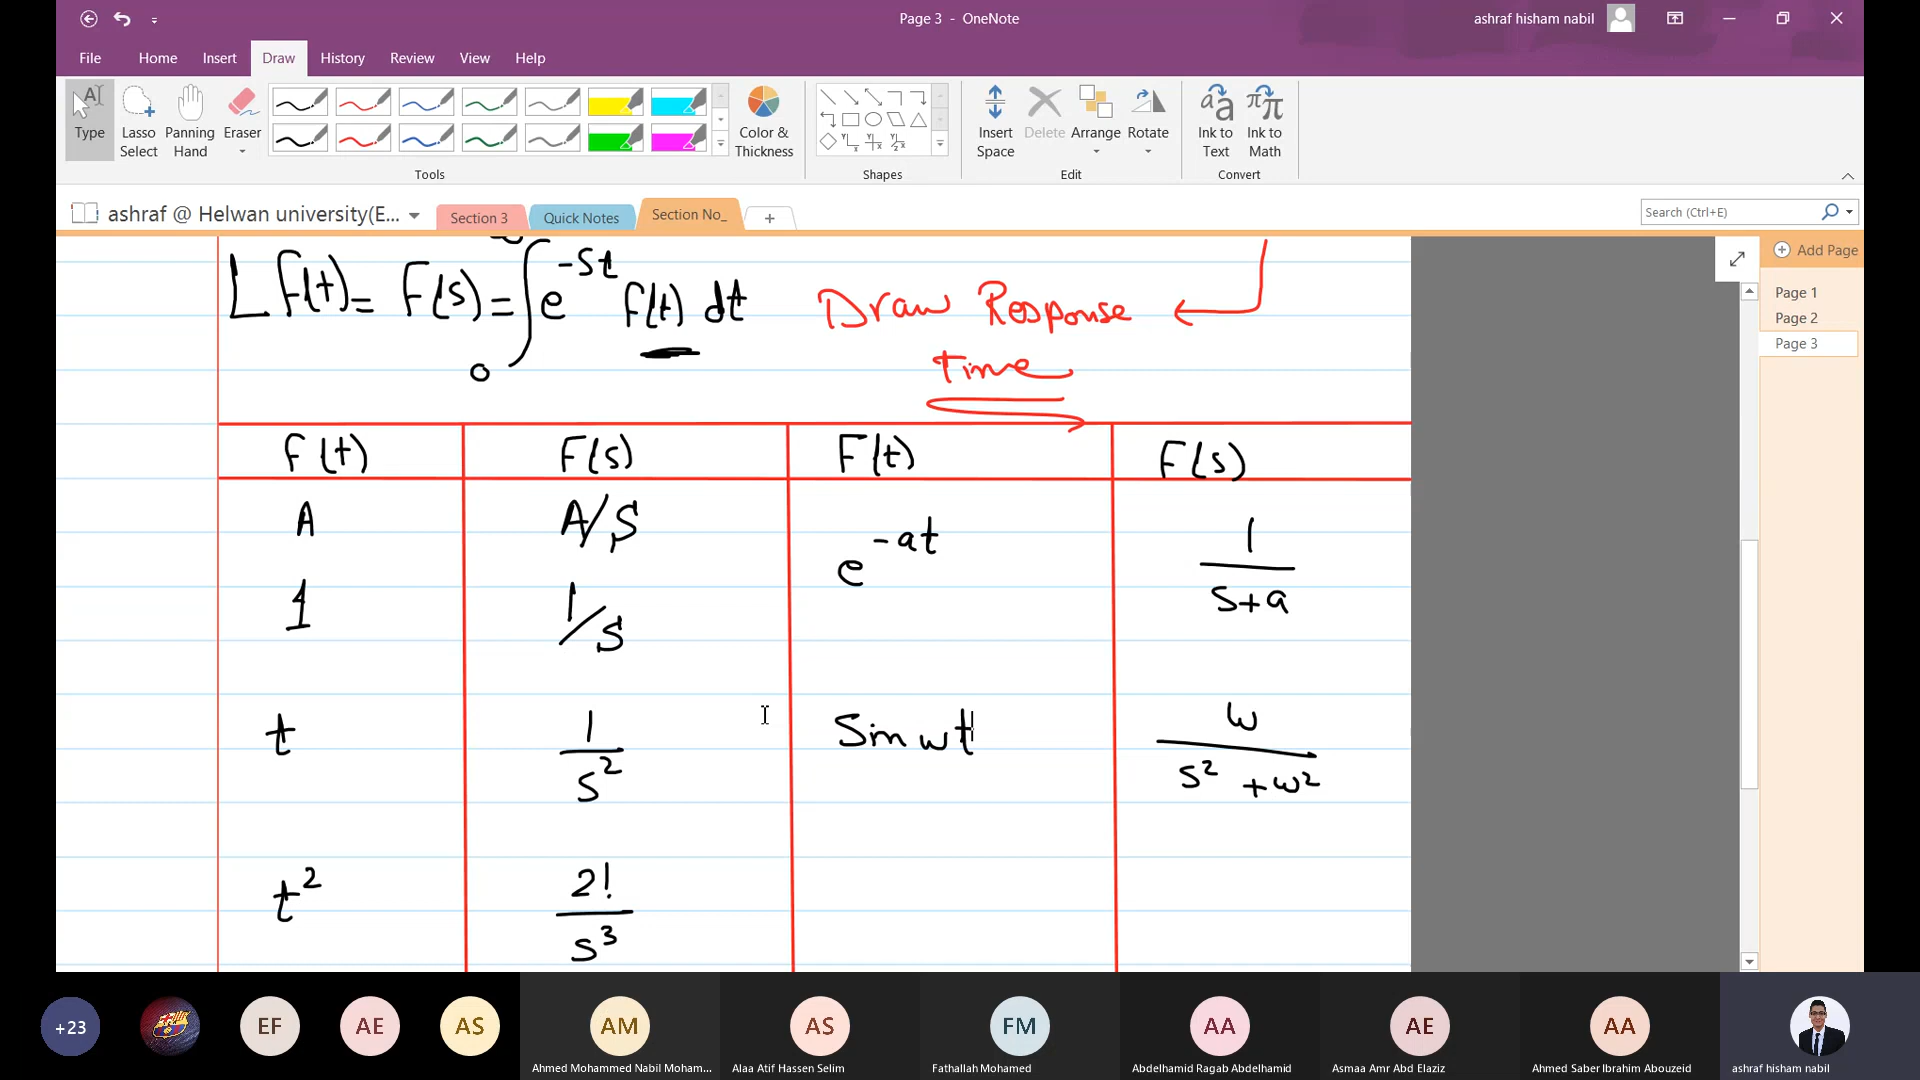 Page 3 - OneNote
ashraf hisham nabil
File Home Insert Draw History Review View Help
Type
Lasso Select
Panning Hand
Eraser
Color & Thickness
Insert Space
Delete
Arrange
Rotate
Ink to Text
Ink to Math
Tools
Shapes
Edit
Convert
ashraf @ Helwan university(E...
Section 3
Quick Notes
Section No_
Search (Ctrl+E)
Add Page
Page 1
Page 2
Page 3
L f(t) = F(s) = ∫₀^∞ e^-st f(t) dt
Draw Response
time
f(t) F(s) F(t) F(s)
A A/S e^-at 1/(s+a)
1 1/S
t 1/s² Sin wt w/(s² + w²)
t² 2!/s³
+23
EF
AE
AS
AM
AS
FM
AA
AE
AA
Ahmed Mohammed Nabil Moham...
Alaa Atif Hassen Selim
Fathallah Mohamed
Abdelhamid Ragab Abdelhamid
Asmaa Amr Abd Elaziz
Ahmed Saber Ibrahim Abouzeid
ashraf hisham nabil